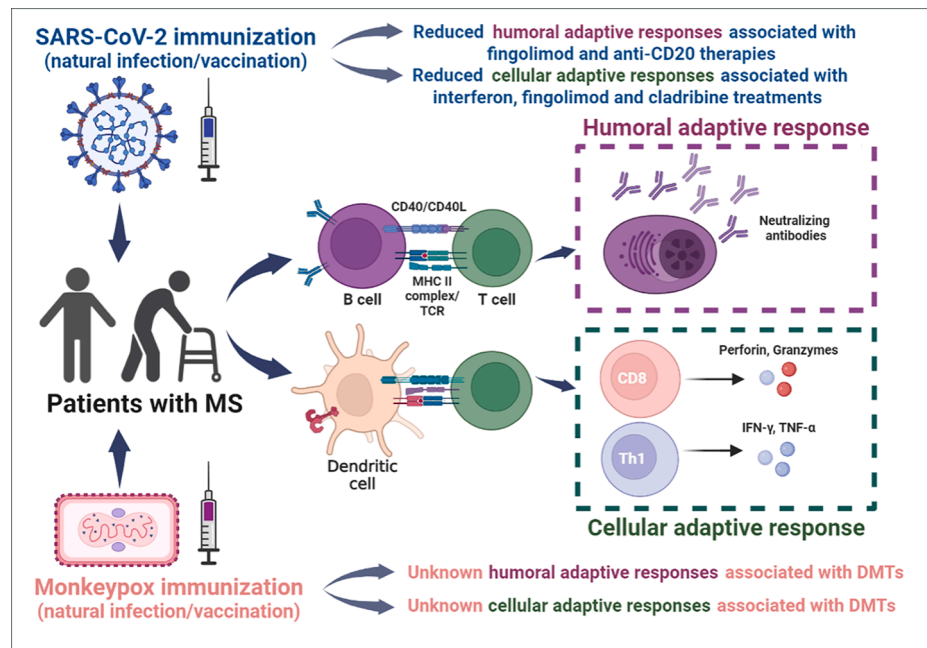 SARS-CoV-2 immunization
(natural infection/vaccination)
Reduced humoral adaptive responses associated with
fingolimod and anti-CD20 therapies
Reduced cellular adaptive responses associated with
interferon, fingolimod and cladribine treatments
Humoral adaptive response
CD40/CD40L
Neutralizing
antibodies
B cell
MHC II
complex/
TCR
T cell
Patients with MS
Dendritic
cell
CD8
Perforin, Granzymes
Th1
IFN-γ, TNF-α
Cellular adaptive response
Monkeypox immunization
(natural infection/vaccination)
Unknown humoral adaptive responses associated with DMTs
Unknown cellular adaptive responses associated with DMTs